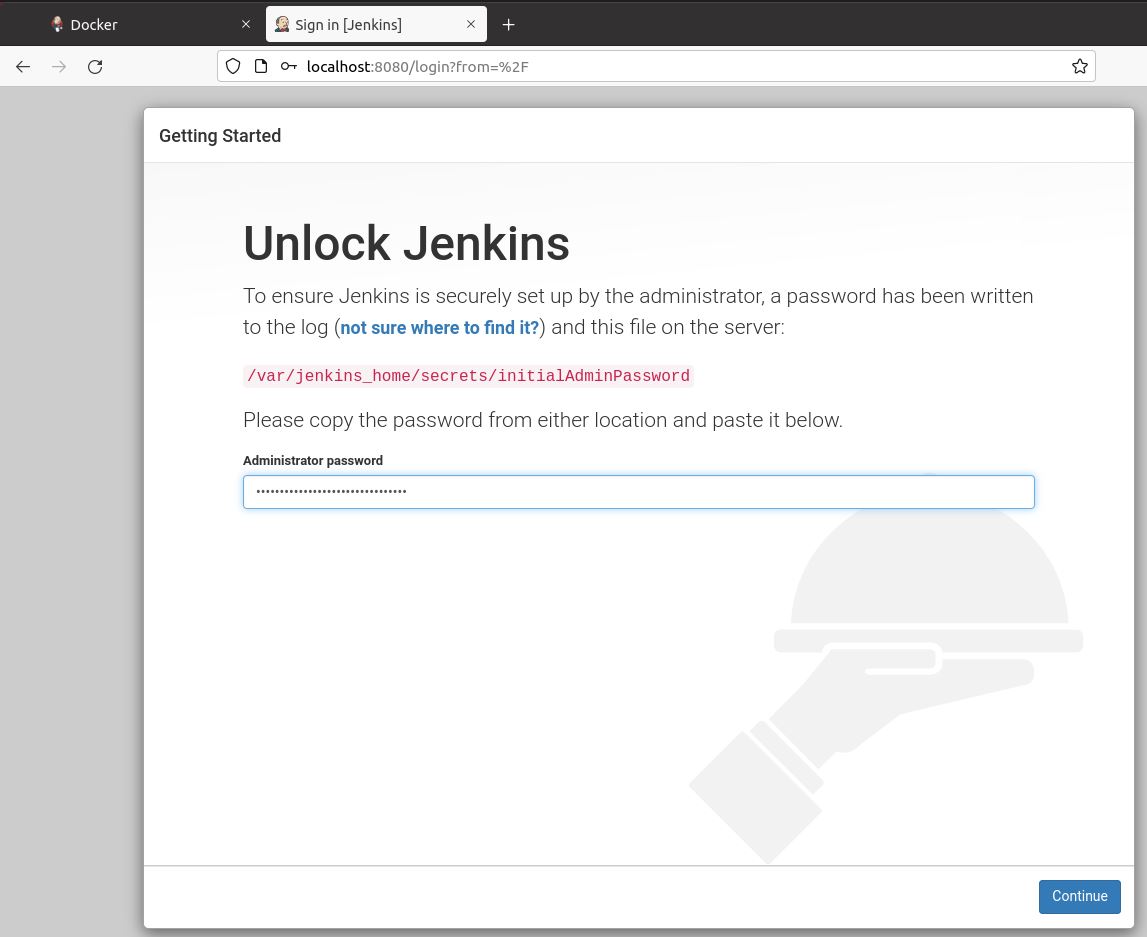 Docker
Sign in [Jenkins]
localhost:8080/login?from=%2F
Getting Started
Unlock Jenkins
To ensure Jenkins is securely set up by the administrator, a password has been written
to the log (not sure where to find it?) and this file on the server:
/var/jenkins_home/secrets/initialAdminPassword
Please copy the password from either location and paste it below.
Administrator password
••••••••••••••••••••••••••••••••
Continue